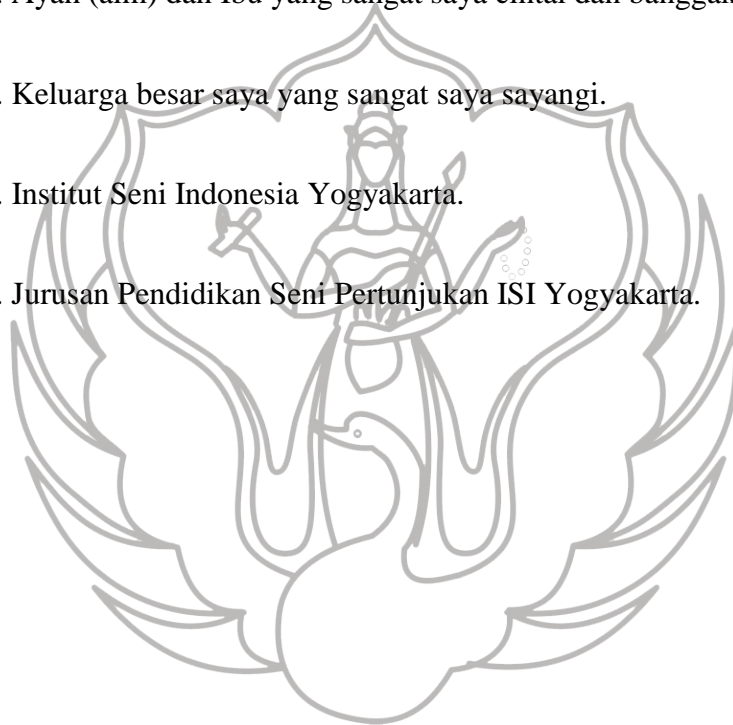 . Ayah (alm) dan Ibu yang sangat saya cintai dan
. Keluarga besar saya yang sangat saya sayangi.
. Institut Seni Indonesia Yogyakarta.
. Jurusan Pendidikan Seni Pertunjukan ISI Yogyakarta.